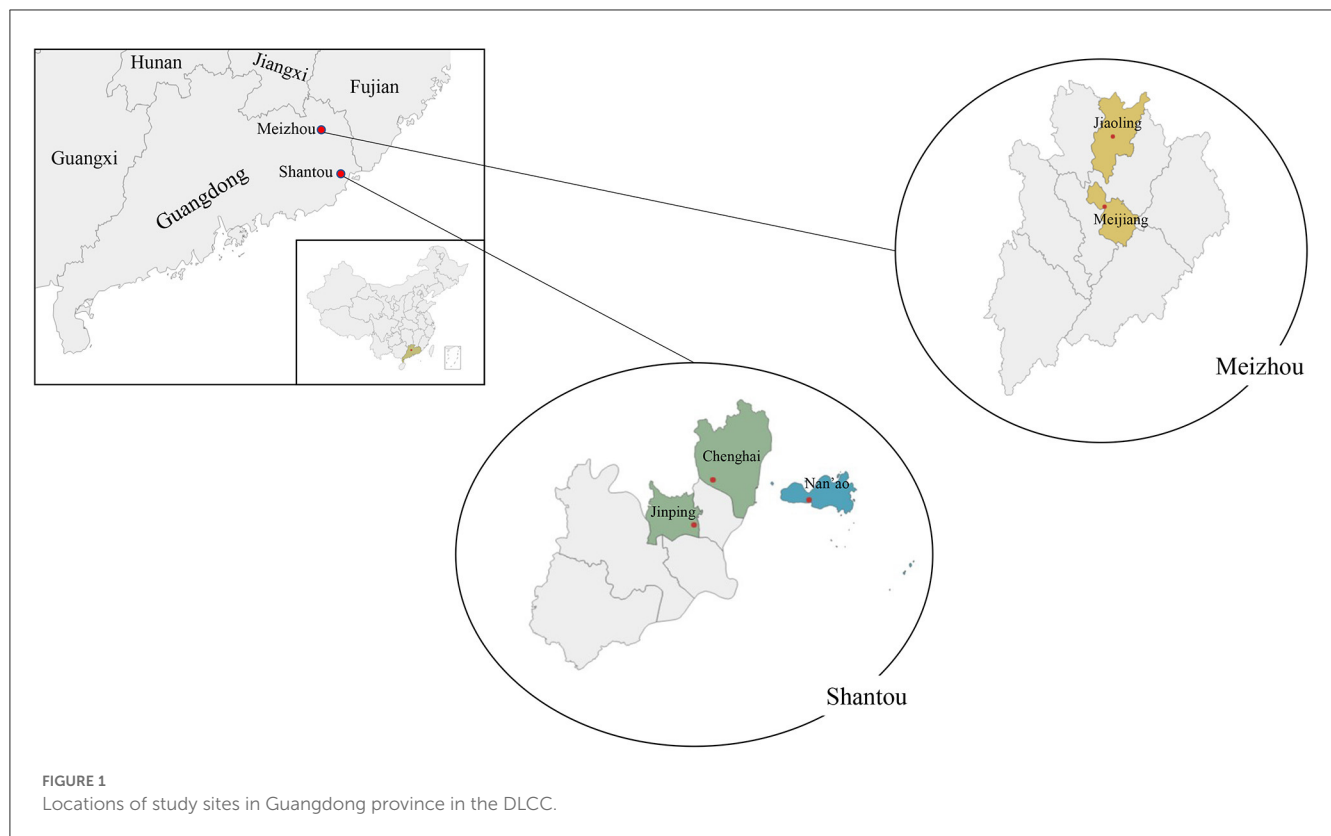 Hunan
Jiangxi
Fujian
Meizhou
Guangxi
Shantou
Guangdong
Jiaoling
Meijiang
Meizhou
Chenghai
Nan'ao
Jinping
Shantou
FIGURE 1
Locations of study sites in Guangdong province in the DLCC.